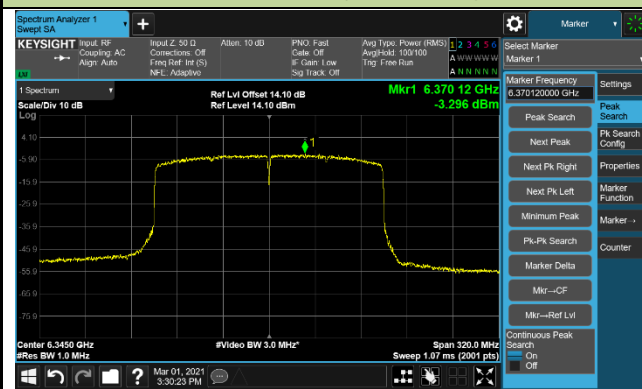 Spectrum Analyzer 1
Swept SA
+
Marker
KEYSIGHT
Input: RF
Coupling: AC
Align: Auto
Input Z: 50 Ω
Corrections: Off
Freq Ref: Int (S)
NFE: Adaptive
Atten: 10 dB
PNO: Fast
Gate: Off
IF Gain: Low
Sig Track: Off
Avg Type: Power (RMS)
Avg|Hold: 100/100
Trig: Free Run
1 2 3 4 5 6
A W W W W W
A N N N N N
Select Marker
Marker 1
1 Spectrum
Scale/Div 10 dB
Log
Ref Lvl Offset 14.10 dB
Ref Level 14.10 dBm
Mkr1 6.370 12 GHz
-3.296 dBm
1
4.10
-5.90
-15.9
-25.9
-35.9
-45.9
-55.9
-65.9
-75.9
Center 6.3450 GHz
#Res BW 1.0 MHz
#Video BW 3.0 MHz*
Span 320.0 MHz
Sweep 1.07 ms (2001 pts)
Marker Frequency
6.370120000 GHz
Peak Search
Next Peak
Next Pk Right
Next Pk Left
Minimum Peak
Pk-Pk Search
Marker Delta
Mkr→CF
Mkr→Ref Lvl
Continuous Peak
Search
On
Off
Settings
Peak
Search
Pk Search
Config
Properties
Marker
Function
Marker→
Counter
?
Mar 01, 2021
3:30:23 PM